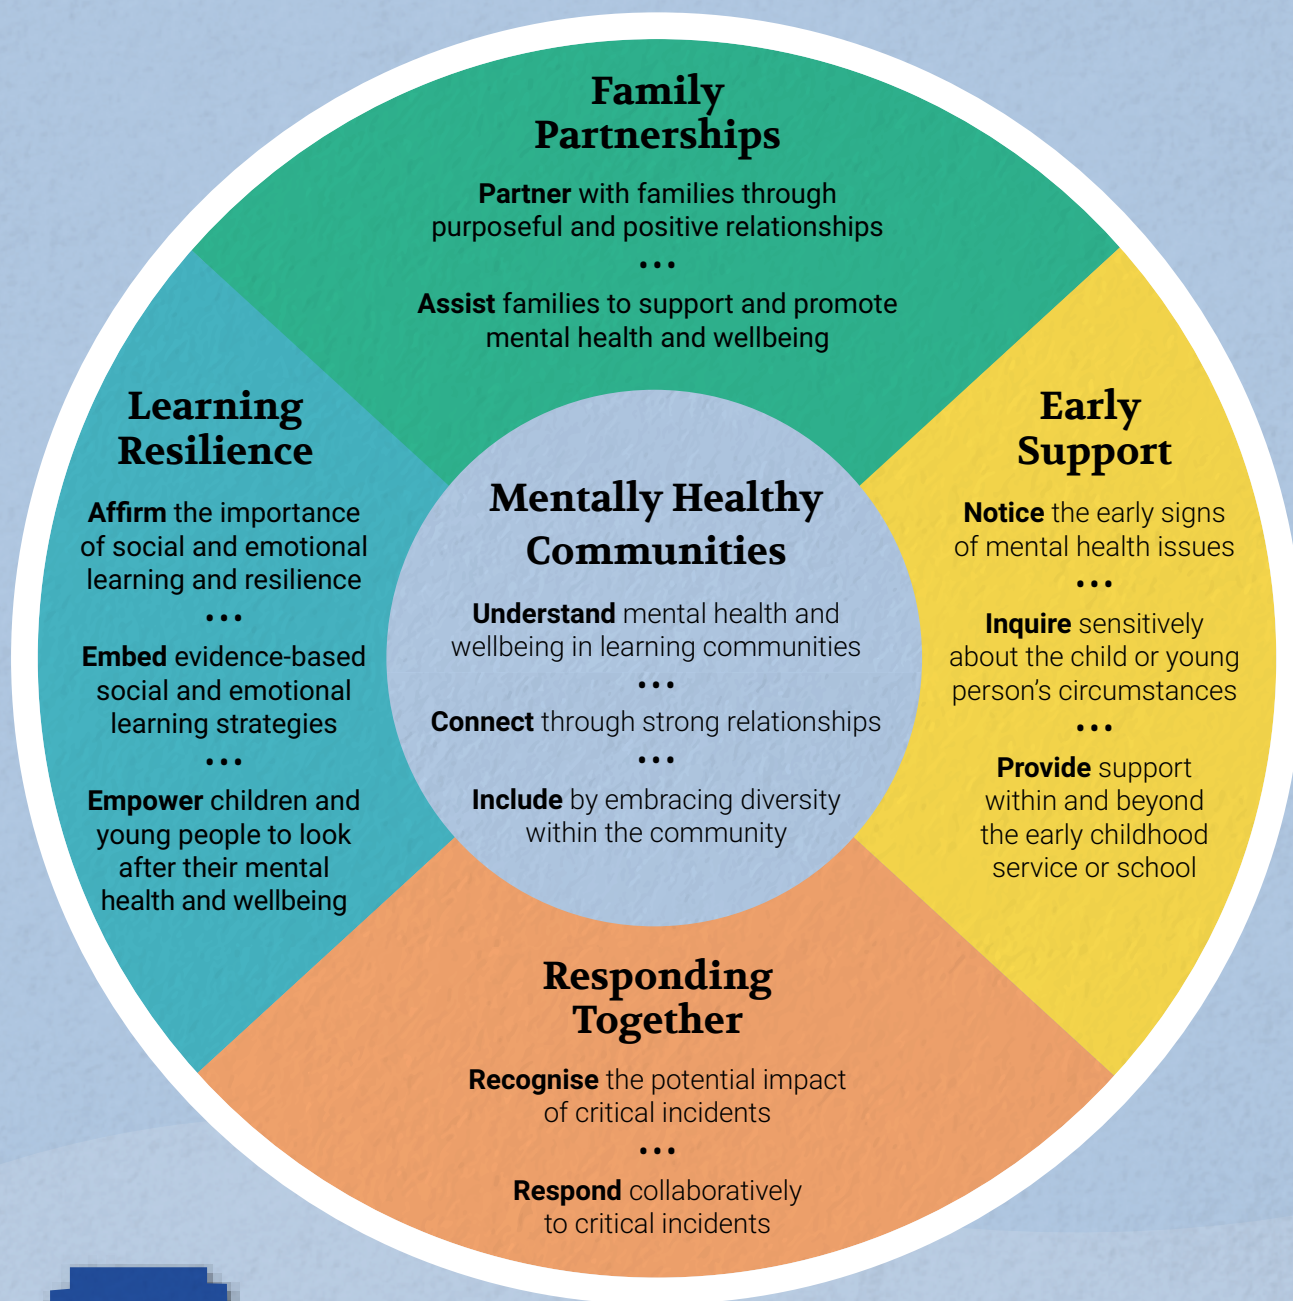 Family
Partnerships
Partner with families through
purposeful and positive relationships
...
Assist families to support and promote
mental health and wellbeing
Learning
Resilience
Affirm the importance
of social and emotional
learning and resilience
...
Embed evidence-based
social and emotional
learning strategies
...
Empower children and
young people to look
after their mental
health and wellbeing
Mentally Healthy
Communities
Understand mental health and
wellbeing in learning communities
...
Connect through strong relationships
...
Include by embracing diversity
within the community
Early
Support
Notice the early signs
of mental health issues
...
Inquire sensitively
about the child or young
person's circumstances
...
Provide support
within and beyond
the early childhood
service or school
Responding
Together
Recognise the potential impact
of critical incidents
...
Respond collaboratively
to critical incidents